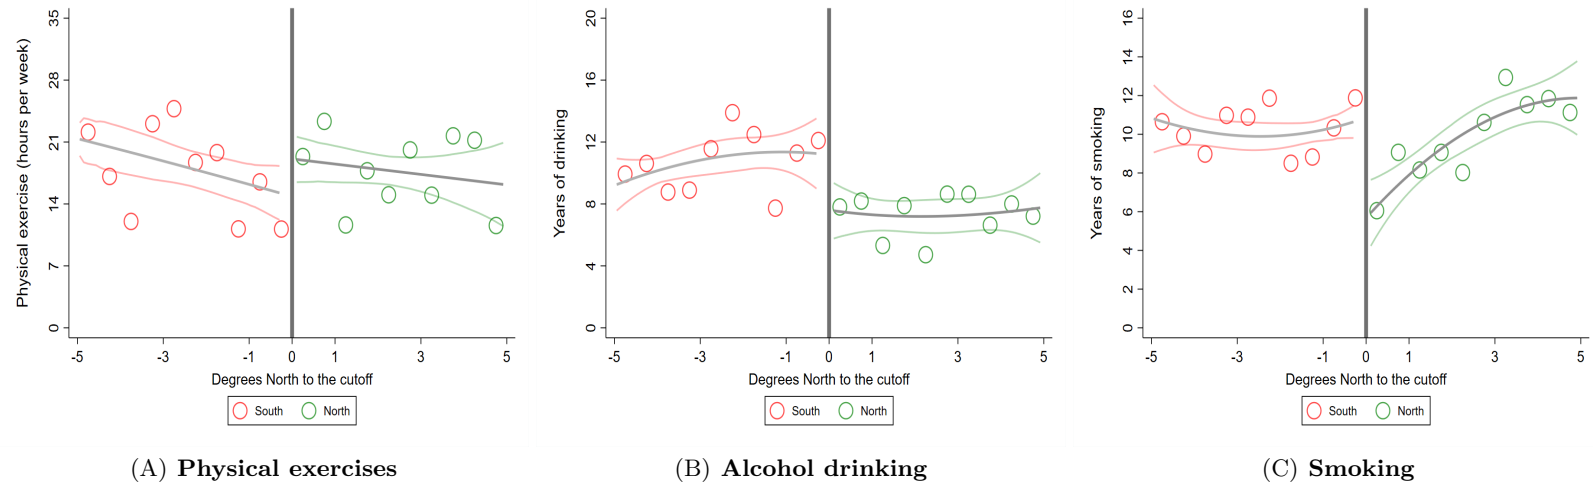 Physical exercise (hours per week)
35
28
21
14
7
0
-5 -3 -1 0 1 3 5
Degrees North to the cutoff
South North
(A) Physical exercises
Years of drinking
20
16
12
8
4
0
-5 -3 -1 0 1 3 5
Degrees North to the cutoff
South North
(B) Alcohol drinking
Years of smoking
16
14
12
10
8
6
4
2
0
-5 -3 -1 0 1 3 5
Degrees North to the cutoff
South North
(C) Smoking